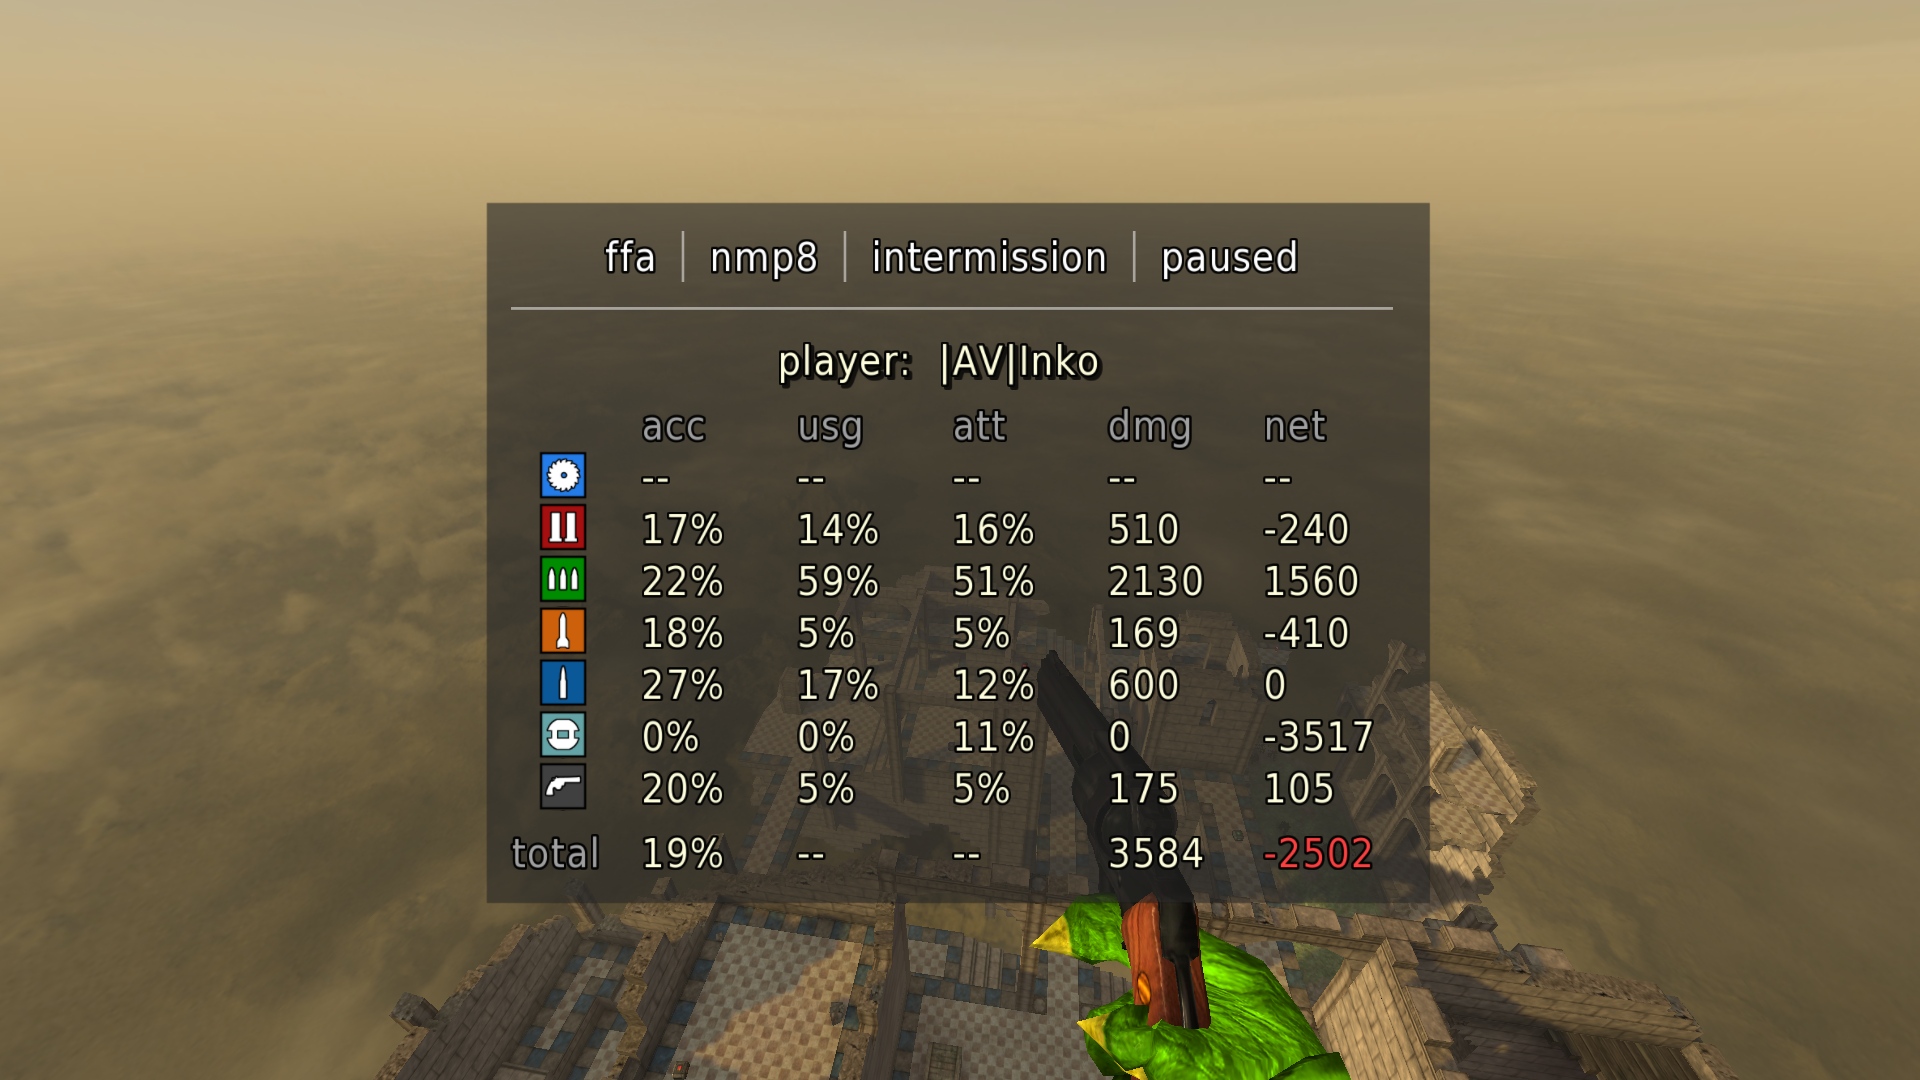 ffa | nmp8 | intermission | paused
player: |AV|Inko
acc usg att dmg net
-- -- -- -- --
17% 14% 16% 510 -240
22% 59% 51% 2130 1560
18% 5% 5% 169 -410
27% 17% 12% 600 0
0% 0% 11% 0 -3517
20% 5% 5% 175 105
total 19% -- -- 3584 -2502